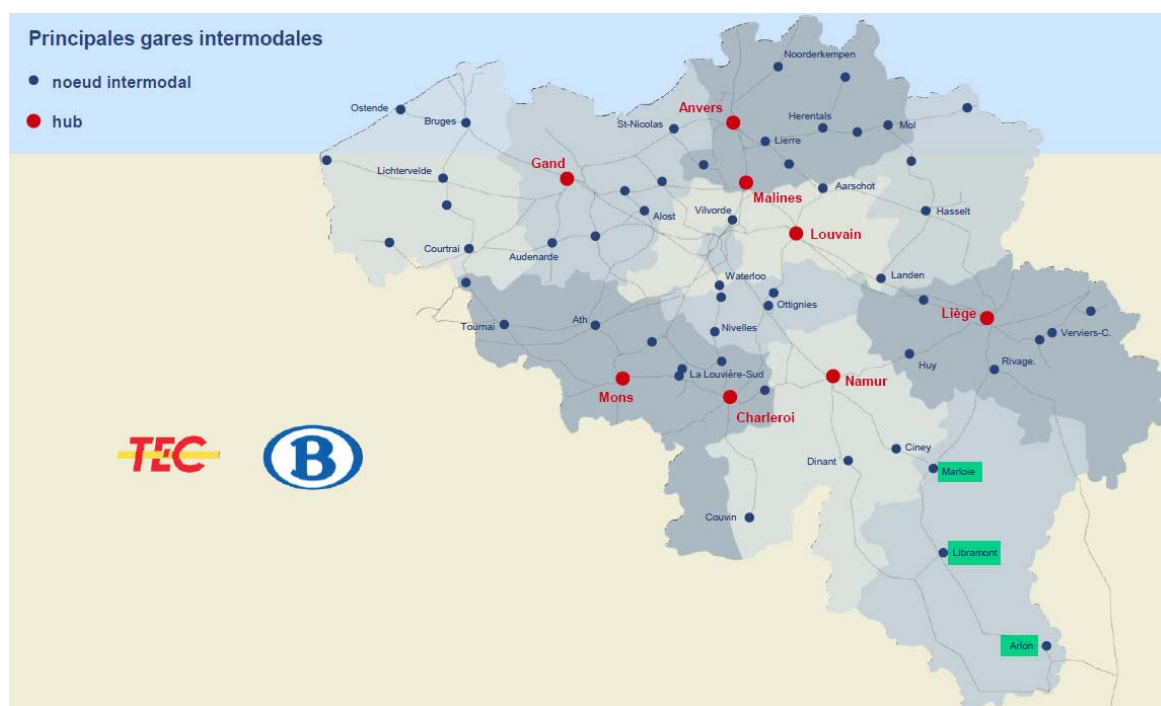 Principales gares intermodales
noeud intermodal
hub
Noorderkempen
Ostende
Bruges
Anvers
St-Nicolas
Herentals
Mol
Lierre
Gand
Lichtervelde
Malines
Aarschot
Alost
Vilvorde
Hasselt
Louvain
Courtrai
Audenarde
Waterloo
Landen
Ottignies
Tournai
Ath
Nivelles
Liège
Verviers-C.
Huy
Rivage.
La Louvière-Sud
Namur
Mons
Charleroi
TEC
B
Ciney
Dinant
Marloie
Couvin
Libramont
Arlon